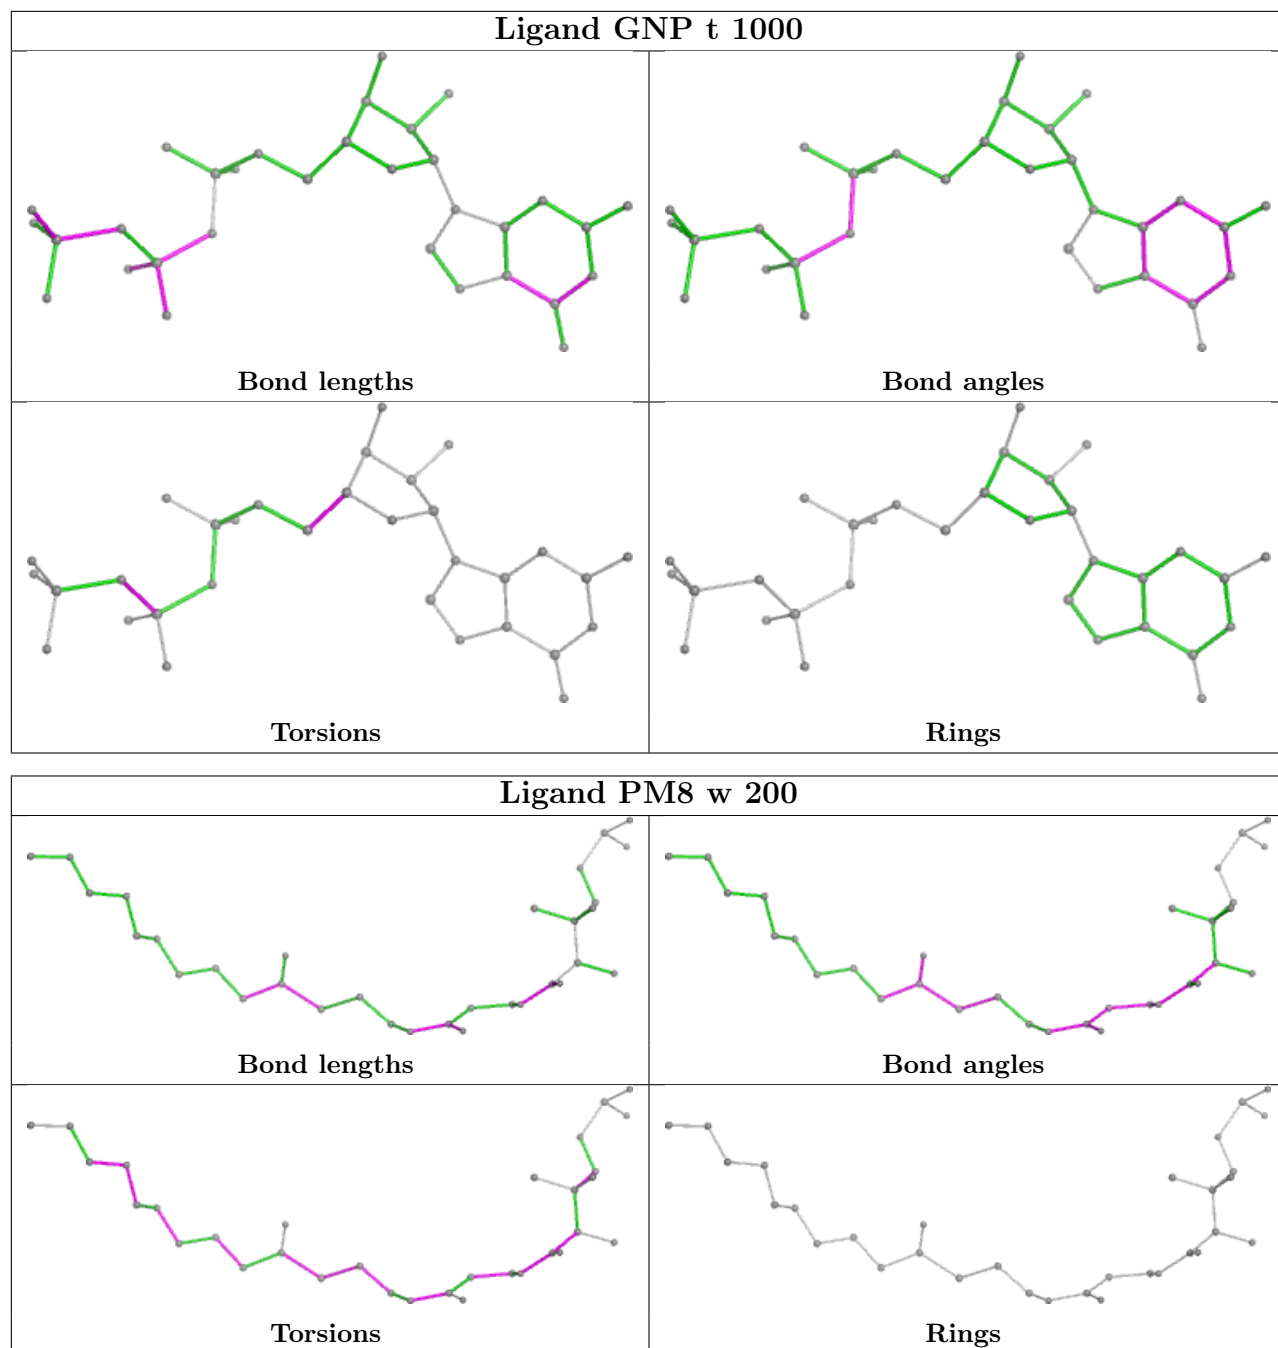 Ligand GNP t 1000
Bond lengths
Bond angles
Torsions
Rings
Ligand PM8 w 200
Bond lengths
Bond angles
Torsions
Rings